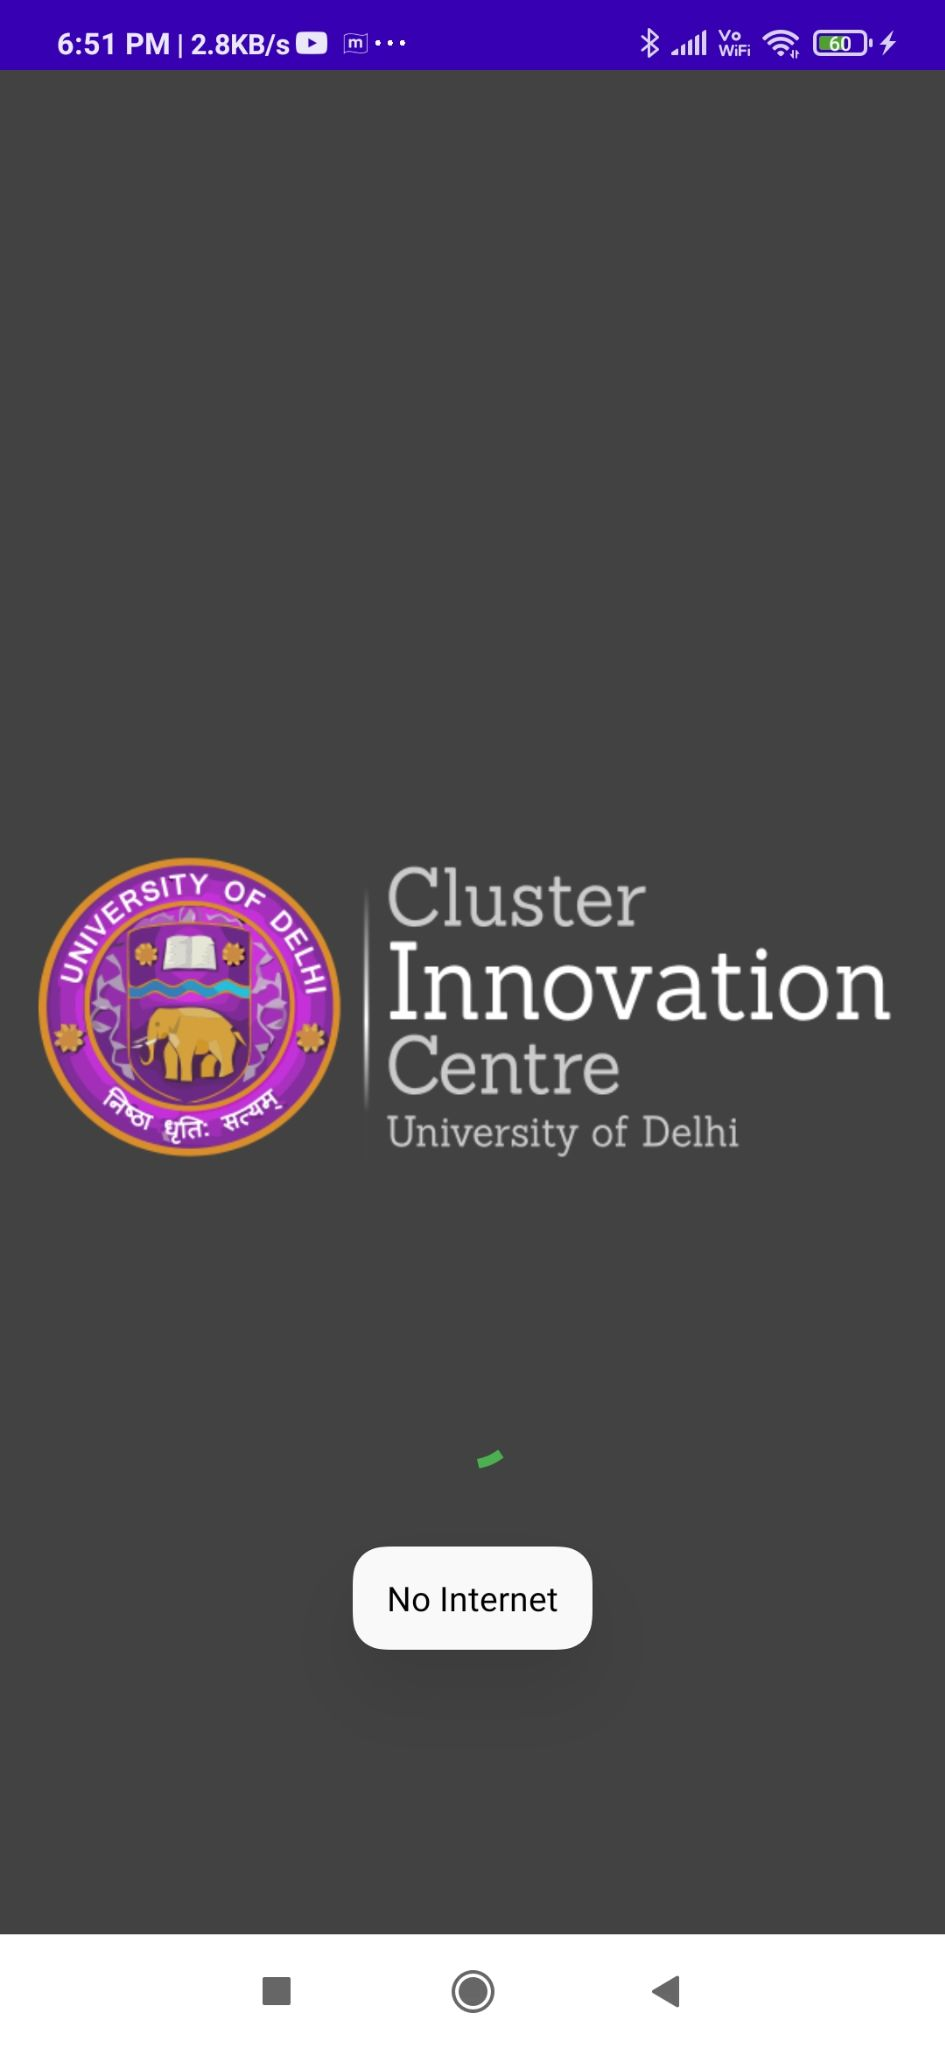 6:51 PM | 2.8KB/s m ...
Vo WiFi 60
UNIVERSITY OF DELHI
निष्ठा धृतिः सत्यम्
Cluster
Innovation
Centre
University of Delhi
No Internet